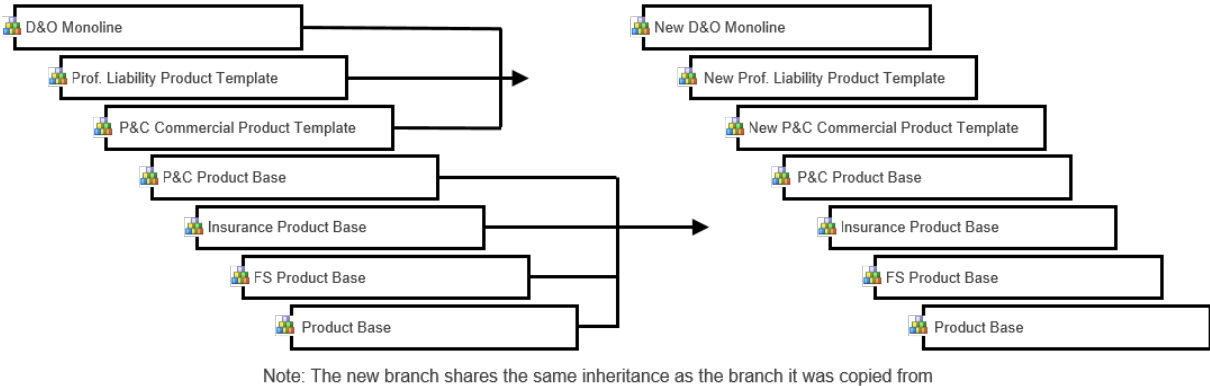 D&O Monoline
Prof. Liability Product Template
P&C Commercial Product Template
P&C Product Base
Insurance Product Base
FS Product Base
Product Base
New D&O Monoline
New Prof. Liability Product Template
New P&C Commercial Product Template
P&C Product Base
Insurance Product Base
FS Product Base
Product Base
Note: The new branch shares the same inheritance as the branch it was copied from